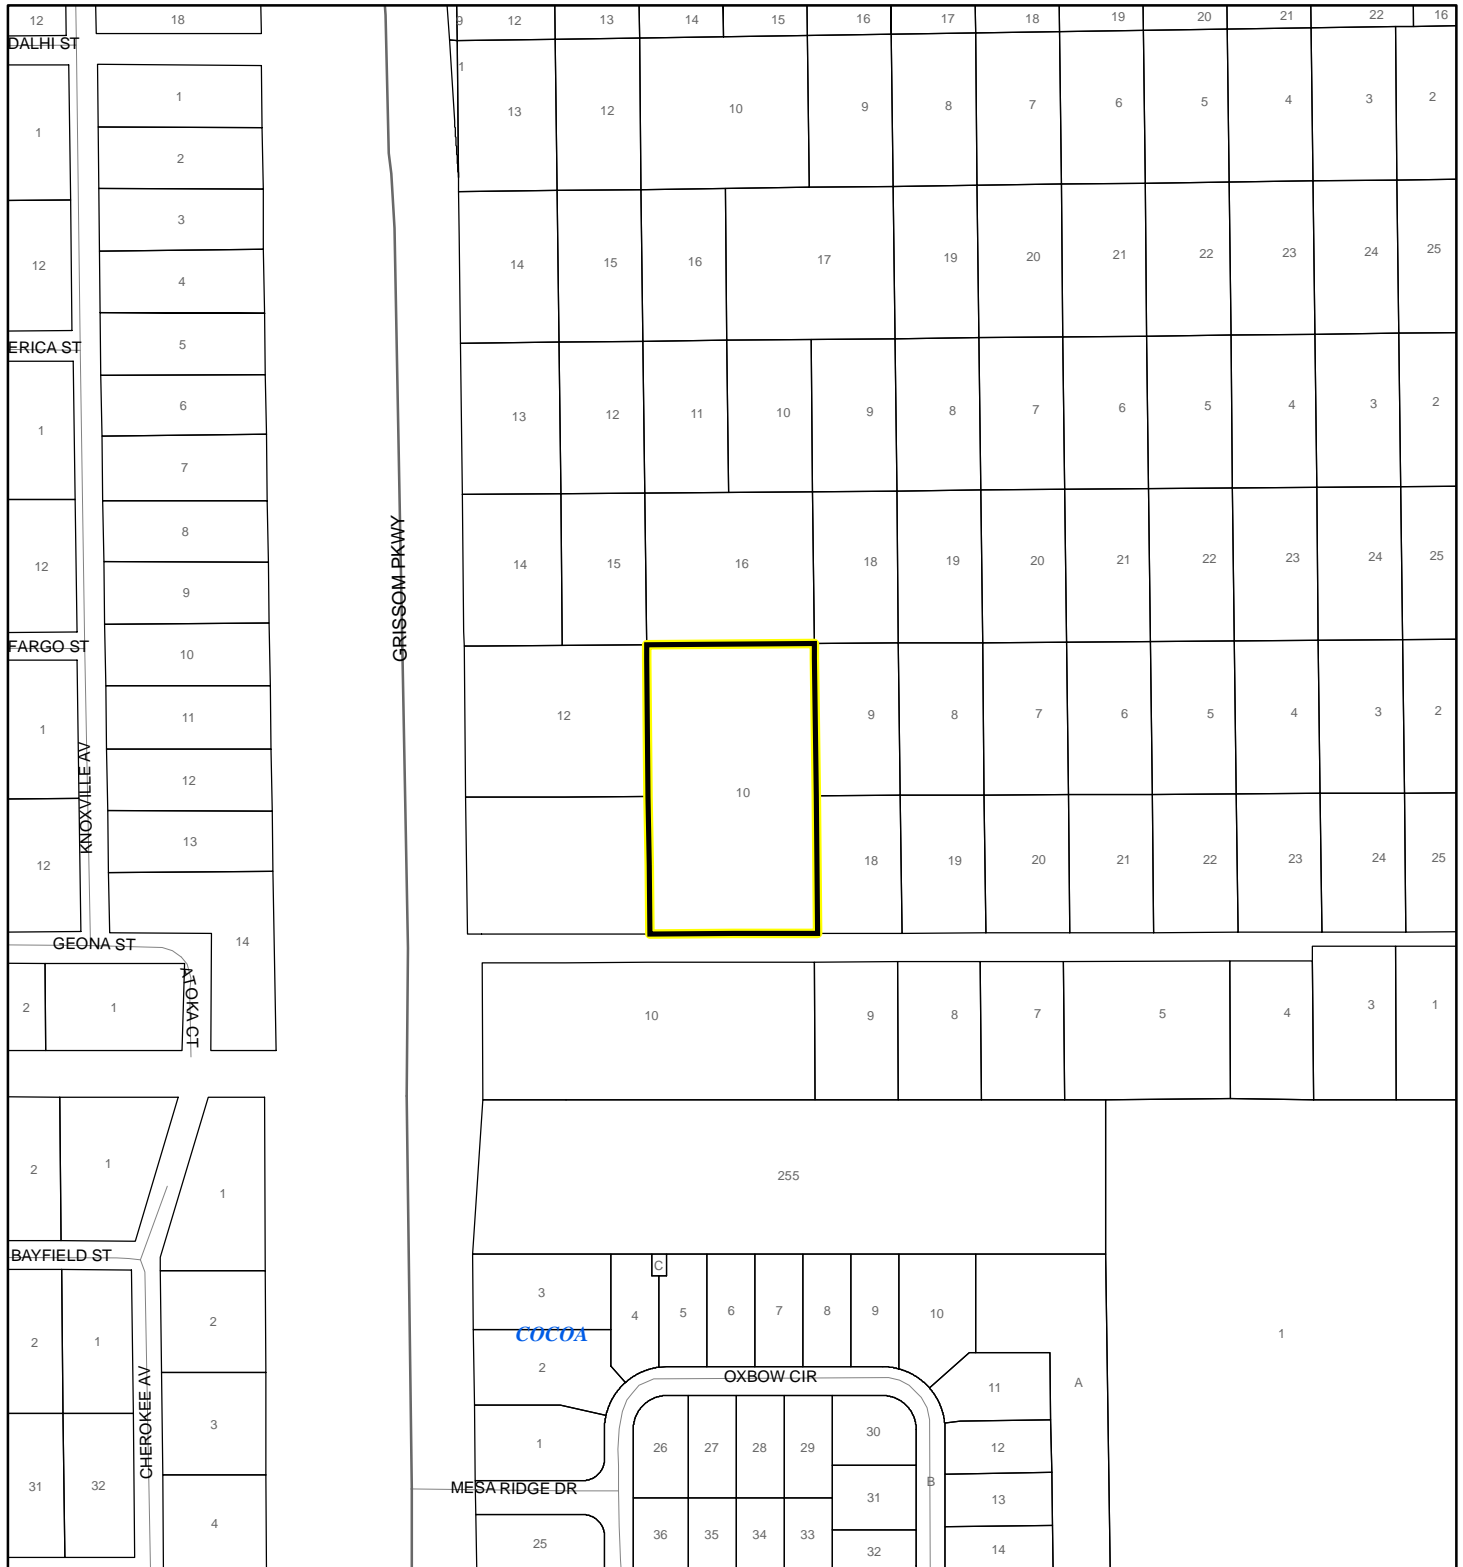 12 18 9 12 13 14 15 16 17 18 19 20 21 22 16
DALHI ST
1 1 13 12 10 9 8 7 6 5 4 3 2
1
1
2
3
12 14 15 16 17 19 20 21 22 23 24 25
4
ERICA ST 5
6 13 12 11 10 9 8 7 6 5 4 3 2
1
7
8
12 14 15 16 18 19 20 21 22 23 24 25
9
GRISSOM PKWY
FARGO ST 10
11 12 9 8 7 6 5 4 3 2
1
KNOXVILLE AV
12 10
13
12 18 19 20 21 22 23 24 25
GEONA ST 14
ATOKA CT
2 1 10 9 8 7 5 4 3 1
2 1 1 255
BAYFIELD ST
C
3 4 5 6 7 8 9 10
2 1 2 COCOA 1
2 OXBOW CIR 11 A
CHEROKEE AV
3 1 26 27 28 29 30 12
31 32 MESA RIDGE DR B
31 13
4 25 36 35 34 33 32 14